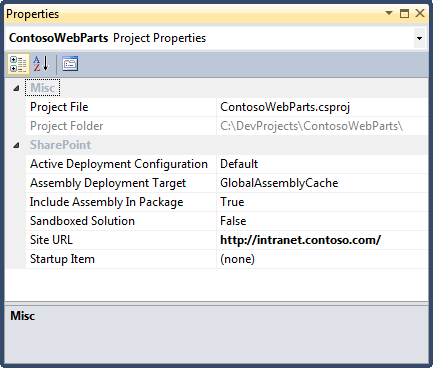 Properties
ContosoWebParts Project Properties
Misc
Project File ContosoWebParts.csproj
Project Folder C:\DevProjects\ContosoWebParts\
SharePoint
Active Deployment Configuration Default
Assembly Deployment Target GlobalAssemblyCache
Include Assembly In Package True
Sandboxed Solution False
Site URL http://intranet.contoso.com/
Startup Item (none)
Misc